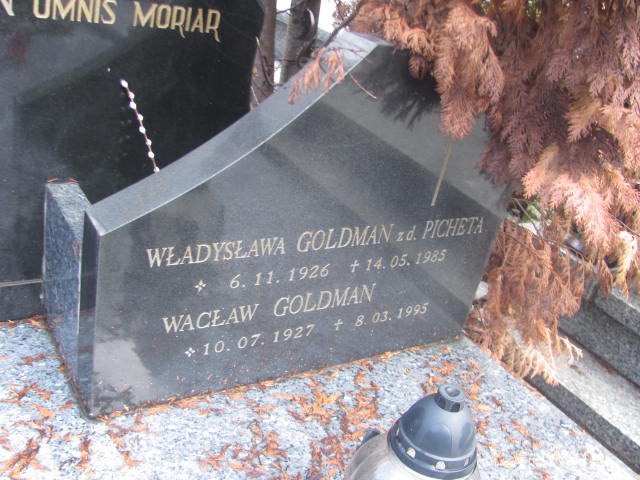 N OMNIS MORIAR
WŁADYSŁAWA GOLDMAN z d. PICHETA
6.11.1926 † 14.05.1985
WACŁAW GOLDMAN
10.07.1927 † 8.03.1995